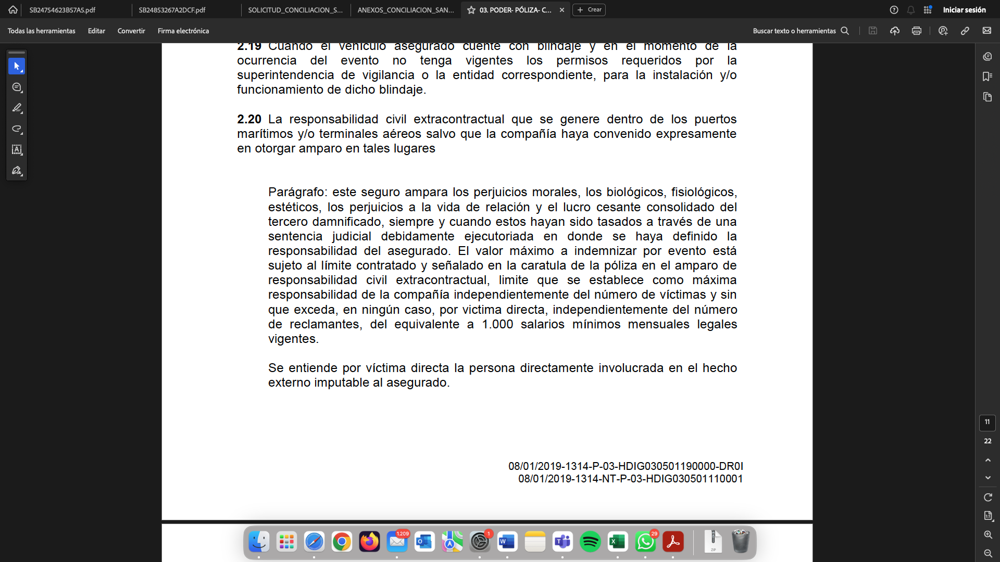 SB24754623B57A5.pdf
SB24853267A2DCF.pdf
SOLICITUD_CONCILIACION_S...
ANEXOS_CONCILIACION_SAN...
03. PODER- PÓLIZA- C...
Crear
Iniciar sesión
Todas las herramientas
Editar
Convertir
Firma electrónica
Buscar texto o herramientas
2.19 Cuando el vehículo asegurado cuente con blindaje y en el momento de la
ocurrencia del evento no tenga vigentes los permisos requeridos por la
superintendencia de vigilancia o la entidad correspondiente, para la instalación y/o
funcionamiento de dicho blindaje.
2.20 La responsabilidad civil extracontractual que se genere dentro de los puertos
marítimos y/o terminales aéreos salvo que la compañía haya convenido expresamente
en otorgar amparo en tales lugares
Parágrafo: este seguro ampara los perjuicios morales, los biológicos, fisiológicos,
estéticos, los perjuicios a la vida de relación y el lucro cesante consolidado del
tercero damnificado, siempre y cuando estos hayan sido tasados a través de una
sentencia judicial debidamente ejecutoriada en donde se haya definido la
responsabilidad del asegurado. El valor máximo a indemnizar por evento está
sujeto al límite contratado y señalado en la caratula de la póliza en el amparo de
responsabilidad civil extracontractual, limite que se establece como máxima
responsabilidad de la compañía independientemente del número de víctimas y sin
que exceda, en ningún caso, por victima directa, independientemente del número
de reclamantes, del equivalente a 1.000 salarios mínimos mensuales legales
vigentes.
Se entiende por víctima directa la persona directamente involucrada en el hecho
externo imputable al asegurado.
08/01/2019-1314-P-03-HDIG030501190000-DR0I
08/01/2019-1314-NT-P-03-HDIG030501110001
11
22
1.209
1
29
ZIP